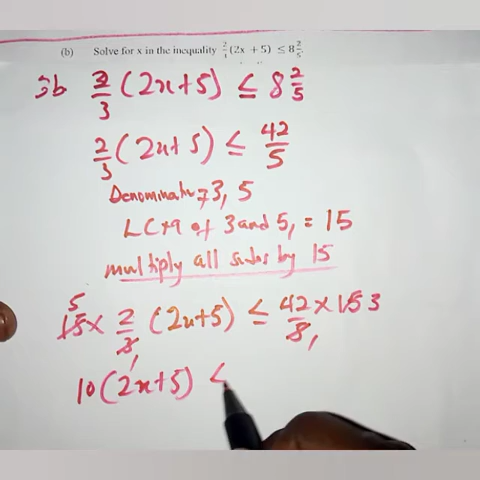 (b) Solve for x in the inequality 2/3 (2x + 5) ≤ 8 2/5.
3b 2/3 (2x+5) ≤ 8 2/5
2/3 (2x+5) ≤ 42/5
Denominator = 3, 5
LCM of 3 and 5, = 15
multiply all sides by 15
5
15 × 2/3 (2x+5) ≤ 42/5 × 15 3
1 1
10(2x+5) ≤